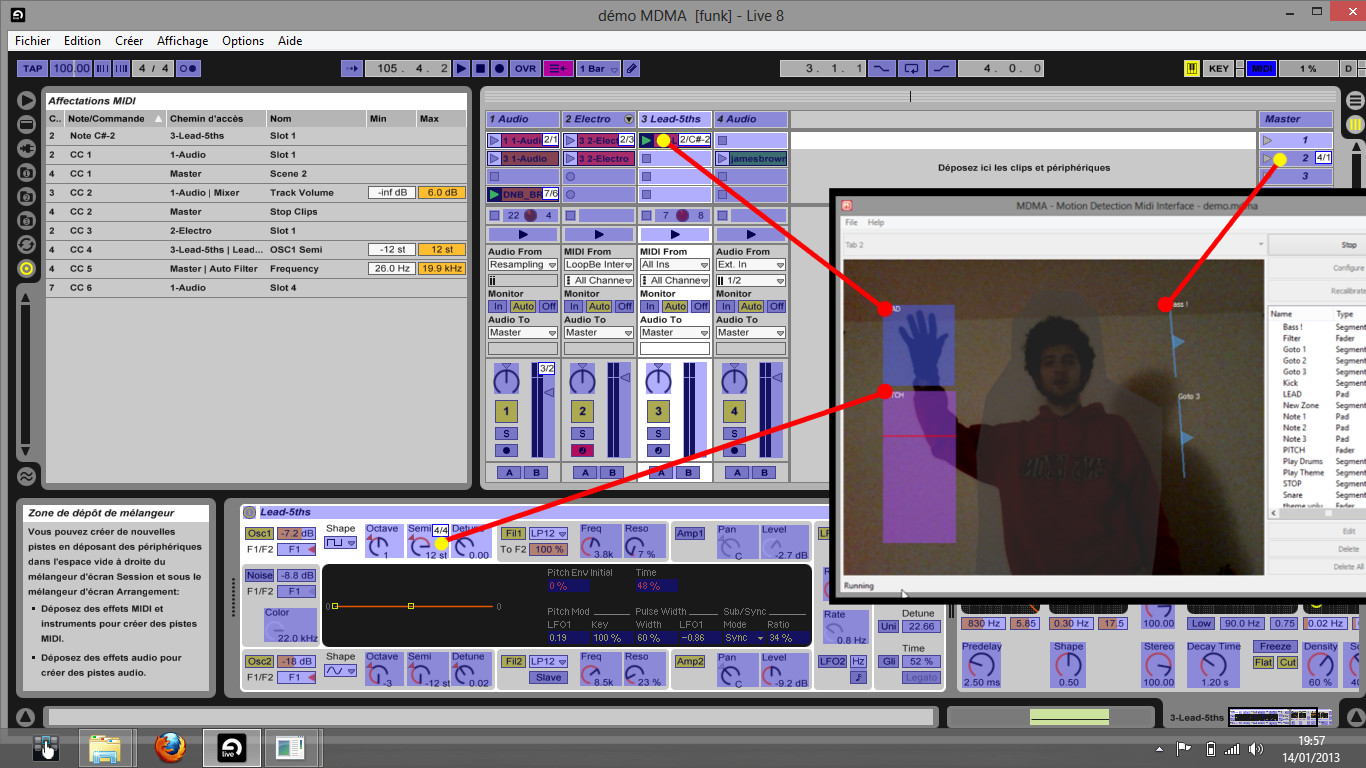 démo MDMA [funk] - Live 8
Fichier Edition Créer Affichage Options Aide
TAP 100.00 4 / 4 105 . 4 . 2 OVR 1 Bar 3 . 1 . 1 4 . 0 . 0 KEY MIDI 1 % D
Affectations MIDI
C.. Note/Commande Chemin d'accès Nom Min Max
2 Note C#-2 3-Lead-5ths Slot 1
2 CC 1 1-Audio Slot 1
4 CC 1 Master Scene 2
3 CC 2 1-Audio | Mixer Track Volume -inf dB 6.0 dB
4 CC 2 Master Stop Clips
2 CC 3 2-Electro Slot 1
4 CC 4 3-Lead-5ths | Lead... OSC1 Semi -12 st 12 st
4 CC 5 Master | Auto Filter Frequency 26.0 Hz 19.9 kHz
7 CC 6 1-Audio Slot 4
1 Audio 2 Electro 3 Lead-5ths 4 Audio Master
1 1-Audi 2/1 3 2-Elec 2/3 2/C#-2 1
3 1-Audio 3 2-Electro jamesbrown 2 4/1
3
DNB_BR 7/6
Déposez ici les clips et périphériques
22 4 7 8
Audio From MIDI From MIDI From Audio From
Resampling LoopBe Inter All Ins Ext. In
All Channe All Channe 1/2
Monitor Monitor Monitor Monitor
In Auto Off In Auto Off In Auto Off In Auto Off
Audio To Audio To Audio To Audio To
Master Master Master Master
3/2
1 2 3 4
S S S S
A B A B A B A B
MDMA - Motion Detection Midi Interface - demo.mdma
File Help
Tab 2 Stop
Configure
Recalibrate
Name Type
Bass ! Segment
Filter Fader
Goto 1 Segment
Goto 2 Segment
Goto 3 Segment
Kick Segment
LEAD Pad
New Zone Segment
Note 1 Pad
Note 2 Pad
Note 3 Pad
PITCH Fader
Play Drums Segment
Play Theme Segment
STOP Segment
Snare Segment
Edit
Delete
Delete All
ass !
AD
TCH
Goto 3
Running
Zone de dépôt de mélangeur
Vous pouvez créer de nouvelles
pistes en déposant des périphériques
dans l'espace vide à droite du
mélangeur d'écran Session et sous le
mélangeur d'écran Arrangement:
Déposez des effets MIDI et
instruments pour créer des pistes
MIDI.
Déposez des effets audio pour
créer des pistes audio.
Lead-5ths
Osc1 -7.2 dB Shape Octave Semi 4/4 Detune Fil1 LP12 Freq Reso Amp1 Pan Level
F1/F2 F1 1 12 st 0.00 To F2 100 % 3.8k 7 % C -2.7 dB
Noise -8.8 dB
F1/F2 F1
Color
22.0 kHz
Pitch Env Initial Time
0 % 48 %
0 0
Pitch Mod Pulse Width Sub/Sync
LFO1 Key Width LFO1 Mode Ratio
0.19 100 % 60 % -0.86 Sync 34 %
Osc2 -18 dB Shape Octave Semi Detune Fil2 LP12 Freq Reso Amp2 Pan Level
F1/F2 F1 -3 -12 st 0.02 Slave 8.5k 23 % C -9.2 dB
Rate
0.8 Hz
LFO2 Hz
Detune
Uni 22.66
Time
Gli 52 %
Legato
830 Hz 5.85 0.30 Hz 17.5 100.00 Low 90.0 Hz 0.75 0.02 Hz
Predelay Shape Stereo Decay Time Freeze Density
Flat Cut
2.50 ms 0.50 100.00 1.20 s 60 %
3-Lead-5ths
live
19:57
14/01/2013